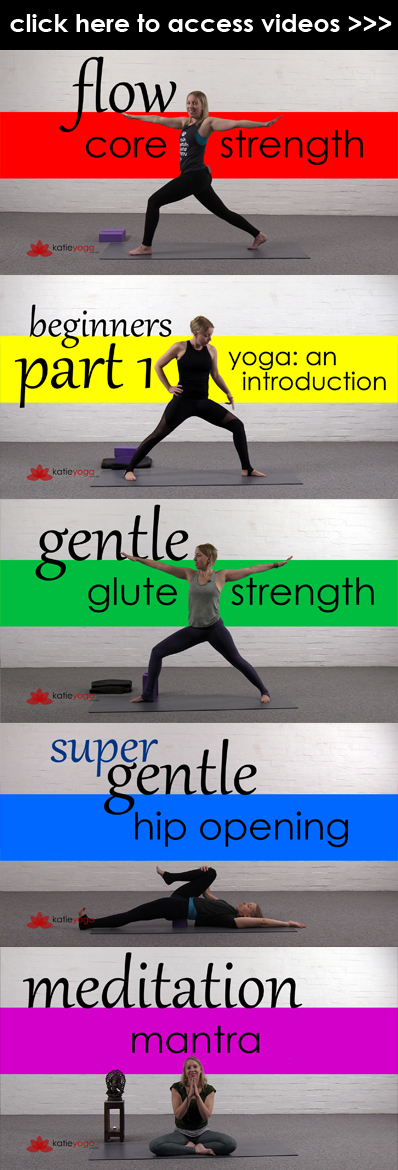 click here to access videos >>>
flow
core strength
katieyoga
beginners
part 1
yoga: an
introduction
katieyoga
gentle
glute strength
katieyoga
super
gentle
hip opening
katieyoga
meditation
mantra
katieyoga